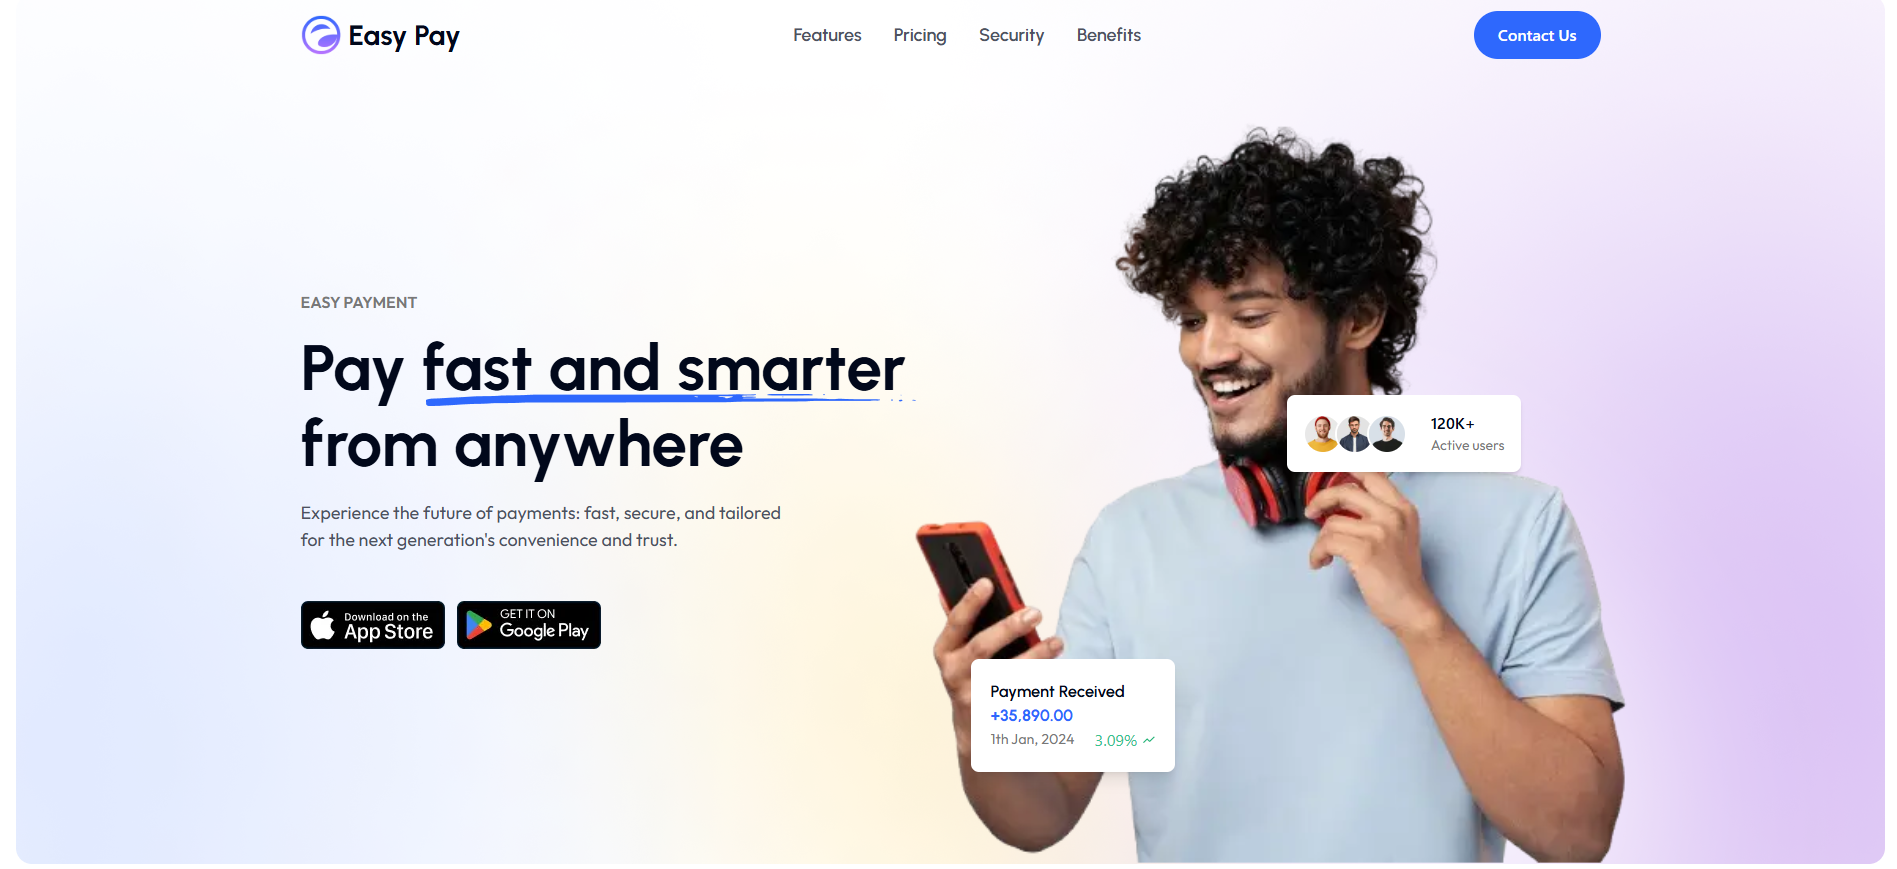 Easy Pay
Features
Pricing
Security
Benefits
Contact Us
EASY PAYMENT
Pay fast and smarter
from anywhere
Experience the future of payments: fast, secure, and tailored
for the next generation's convenience and trust.
Download on the
App Store
GET IT ON
Google Play
120K+
Active users
Payment Received
+35,890.00
1th Jan, 2024
3.09%